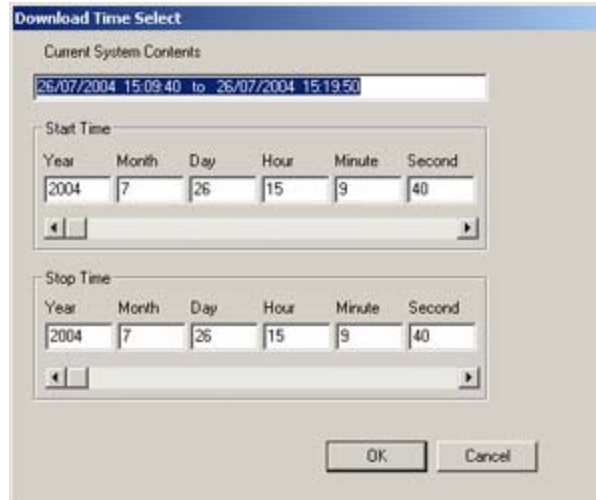 Download Time Select
Current System Contents
26/07/2004 15:09:40 to 26/07/2004 15:19:50
Start Time
Year Month Day Hour Minute Second
2004 7 26 15 9 40
Stop Time
Year Month Day Hour Minute Second
2004 7 26 15 9 40
OK Cancel